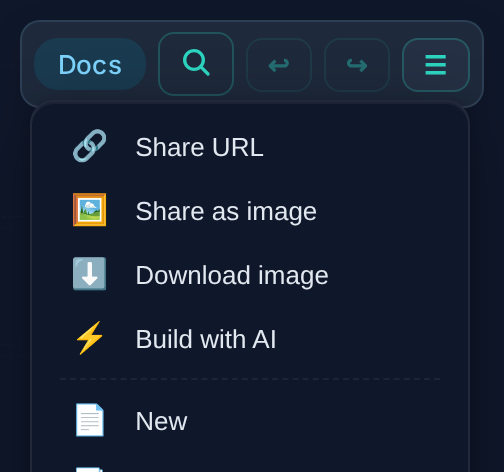 Docs
Share URL
Share as image
Download image
Build with AI
New